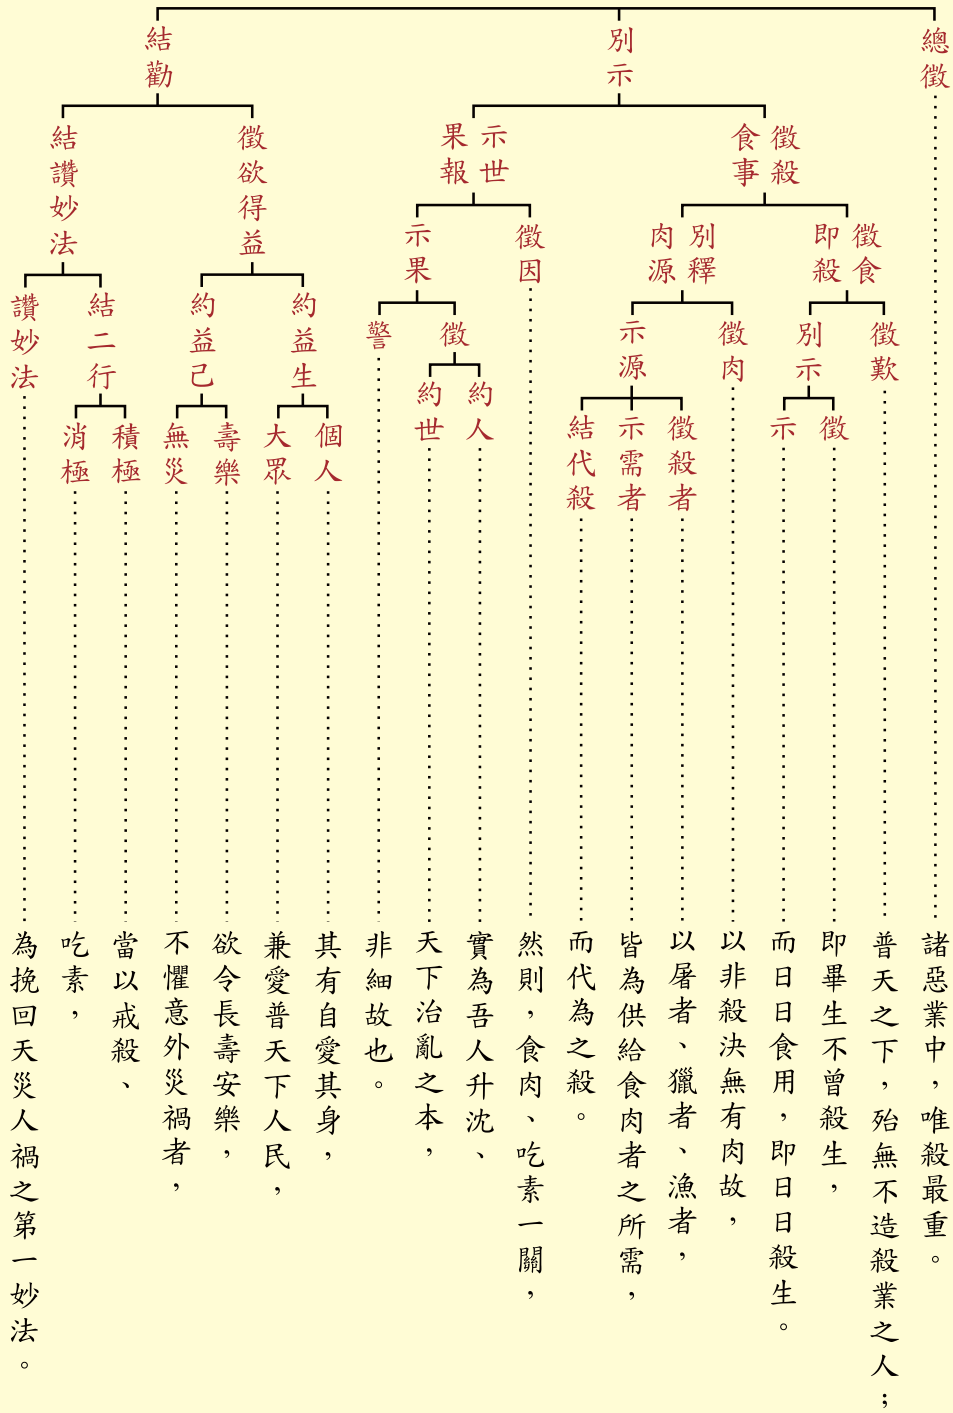 總徵
別示
結勸
徵殺食事
示世果報
徵欲得益
結讚妙法
徵食即殺
別釋肉源
徵因
示果
約益生
約益己
結二行
讚妙法
徵歎
別示
徵肉
示源
徵
警
個人
大眾
壽樂
無災
積極
消極
徵
示
徵殺者
示需者
結代殺
約人
約世
諸惡業中，唯殺最重。
普天之下，殆無不造殺業之人；
即畢生不曾殺生，
而日日食用，即日日殺生。
以非殺決無有肉故，
以屠者、獵者、漁者，
皆為供給食肉者之所需，
而代為之殺。
然則，食肉、吃素一關，
實為吾人升沈、
天下治亂之本，
非細故也。
其有自愛其身，
兼愛普天下人民，
欲令長壽安樂，
不懼意外災禍者，
當以戒殺、
吃素，
為挽回天災人禍之第一妙法。